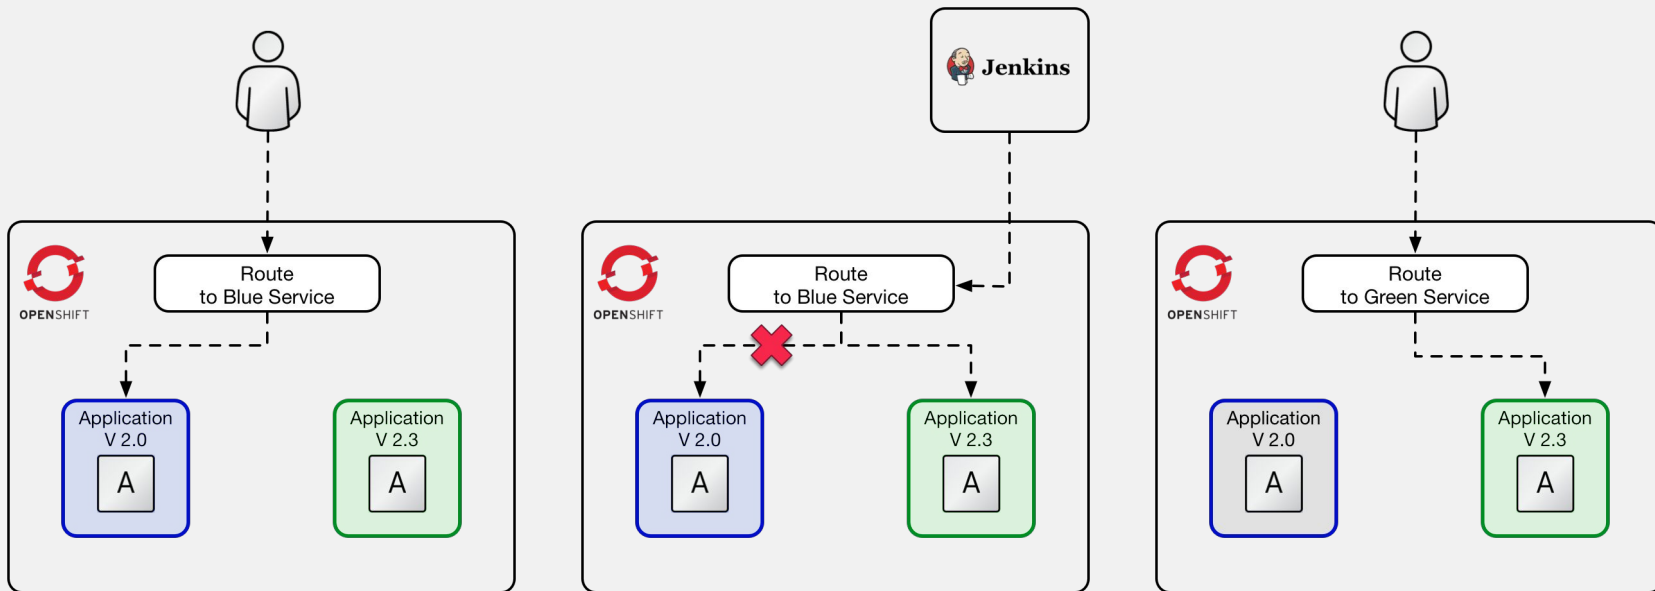 Jenkins
OPENSHIFT
Route
to Blue Service
Application
V 2.0
A
Application
V 2.3
A
OPENSHIFT
Route
to Blue Service
Application
V 2.0
A
Application
V 2.3
A
OPENSHIFT
Route
to Green Service
Application
V 2.0
A
Application
V 2.3
A